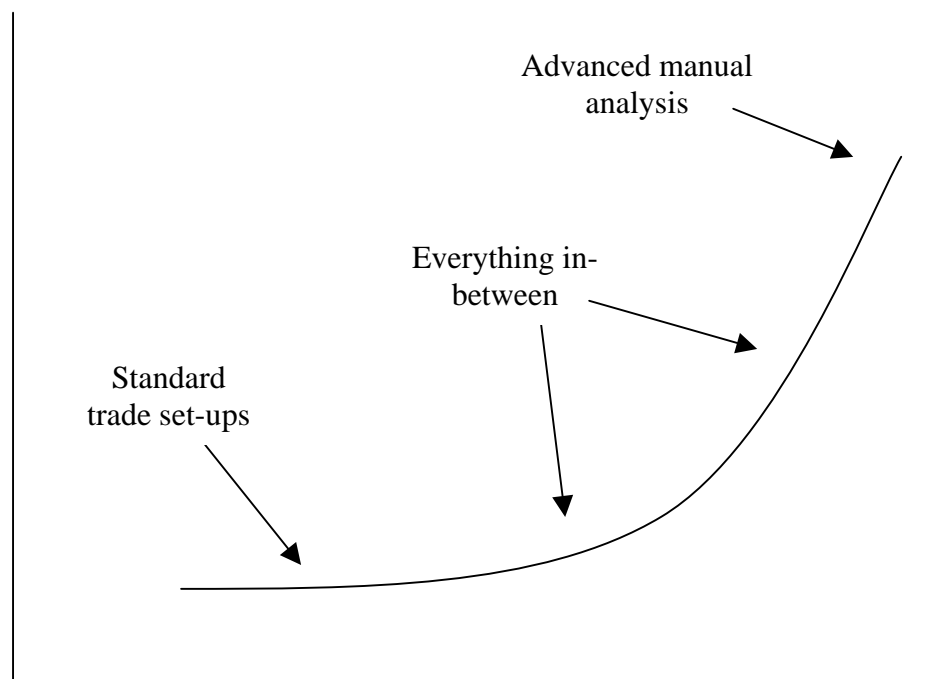 Advanced manual
analysis
Everything in-
between
Standard
trade set-ups